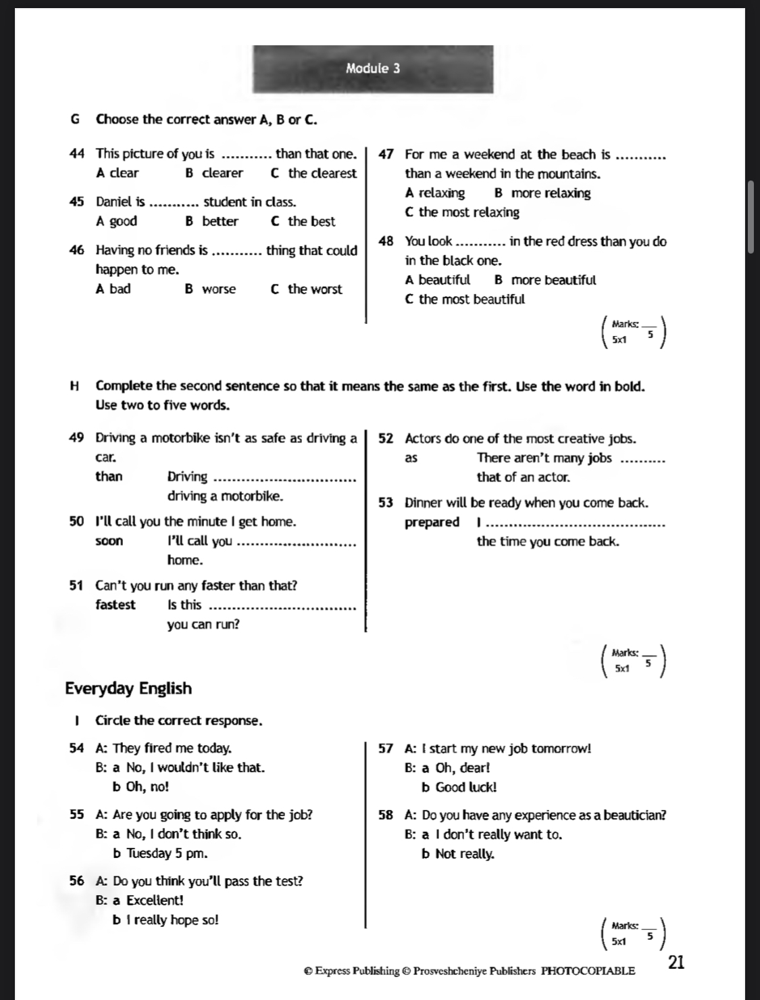 Module 3
G Choose the correct answer A, B or C.
44 This picture of you is ........... than that one.
A clear B clearer C the clearest
45 Daniel is ........... student in class.
A good B better C the best
46 Having no friends is ........... thing that could
happen to me.
A bad B worse C the worst
47 For me a weekend at the beach is ...........
than a weekend in the mountains.
A relaxing B more relaxing
C the most relaxing
48 You look ........... in the red dress than you do
in the black one.
A beautiful B more beautiful
C the most beautiful
Marks: ___
5x1 5
H Complete the second sentence so that it means the same as the first. Use the word in bold.
Use two to five words.
49 Driving a motorbike isn't as safe as driving a
car.
than Driving ...............................
driving a motorbike.
50 I'll call you the minute I get home.
soon I'll call you ..........................
home.
51 Can't you run any faster than that?
fastest Is this ................................
you can run?
52 Actors do one of the most creative jobs.
as There aren't many jobs ..........
that of an actor.
53 Dinner will be ready when you come back.
prepared I .......................................
the time you come back.
Marks: ___
5x1 5
Everyday English
I Circle the correct response.
54 A: They fired me today.
B: a No, I wouldn't like that.
b Oh, no!
55 A: Are you going to apply for the job?
B: a No, I don't think so.
b Tuesday 5 pm.
56 A: Do you think you'll pass the test?
B: a Excellent!
b I really hope so!
57 A: I start my new job tomorrow!
B: a Oh, dear!
b Good luck!
58 A: Do you have any experience as a beautician?
B: a I don't really want to.
b Not really.
Marks: ___
5x1 5
© Express Publishing © Prosveshcheniye Publishers PHOTOCOPIABLE
21